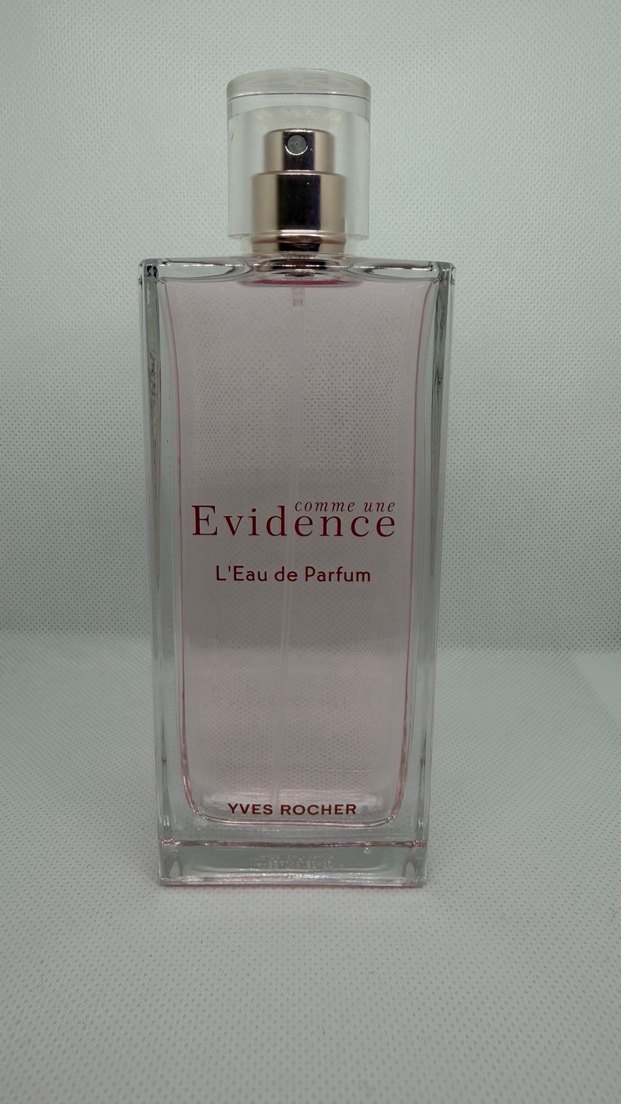 comme une
Evidence
L'Eau de Parfum
YVES ROCHER